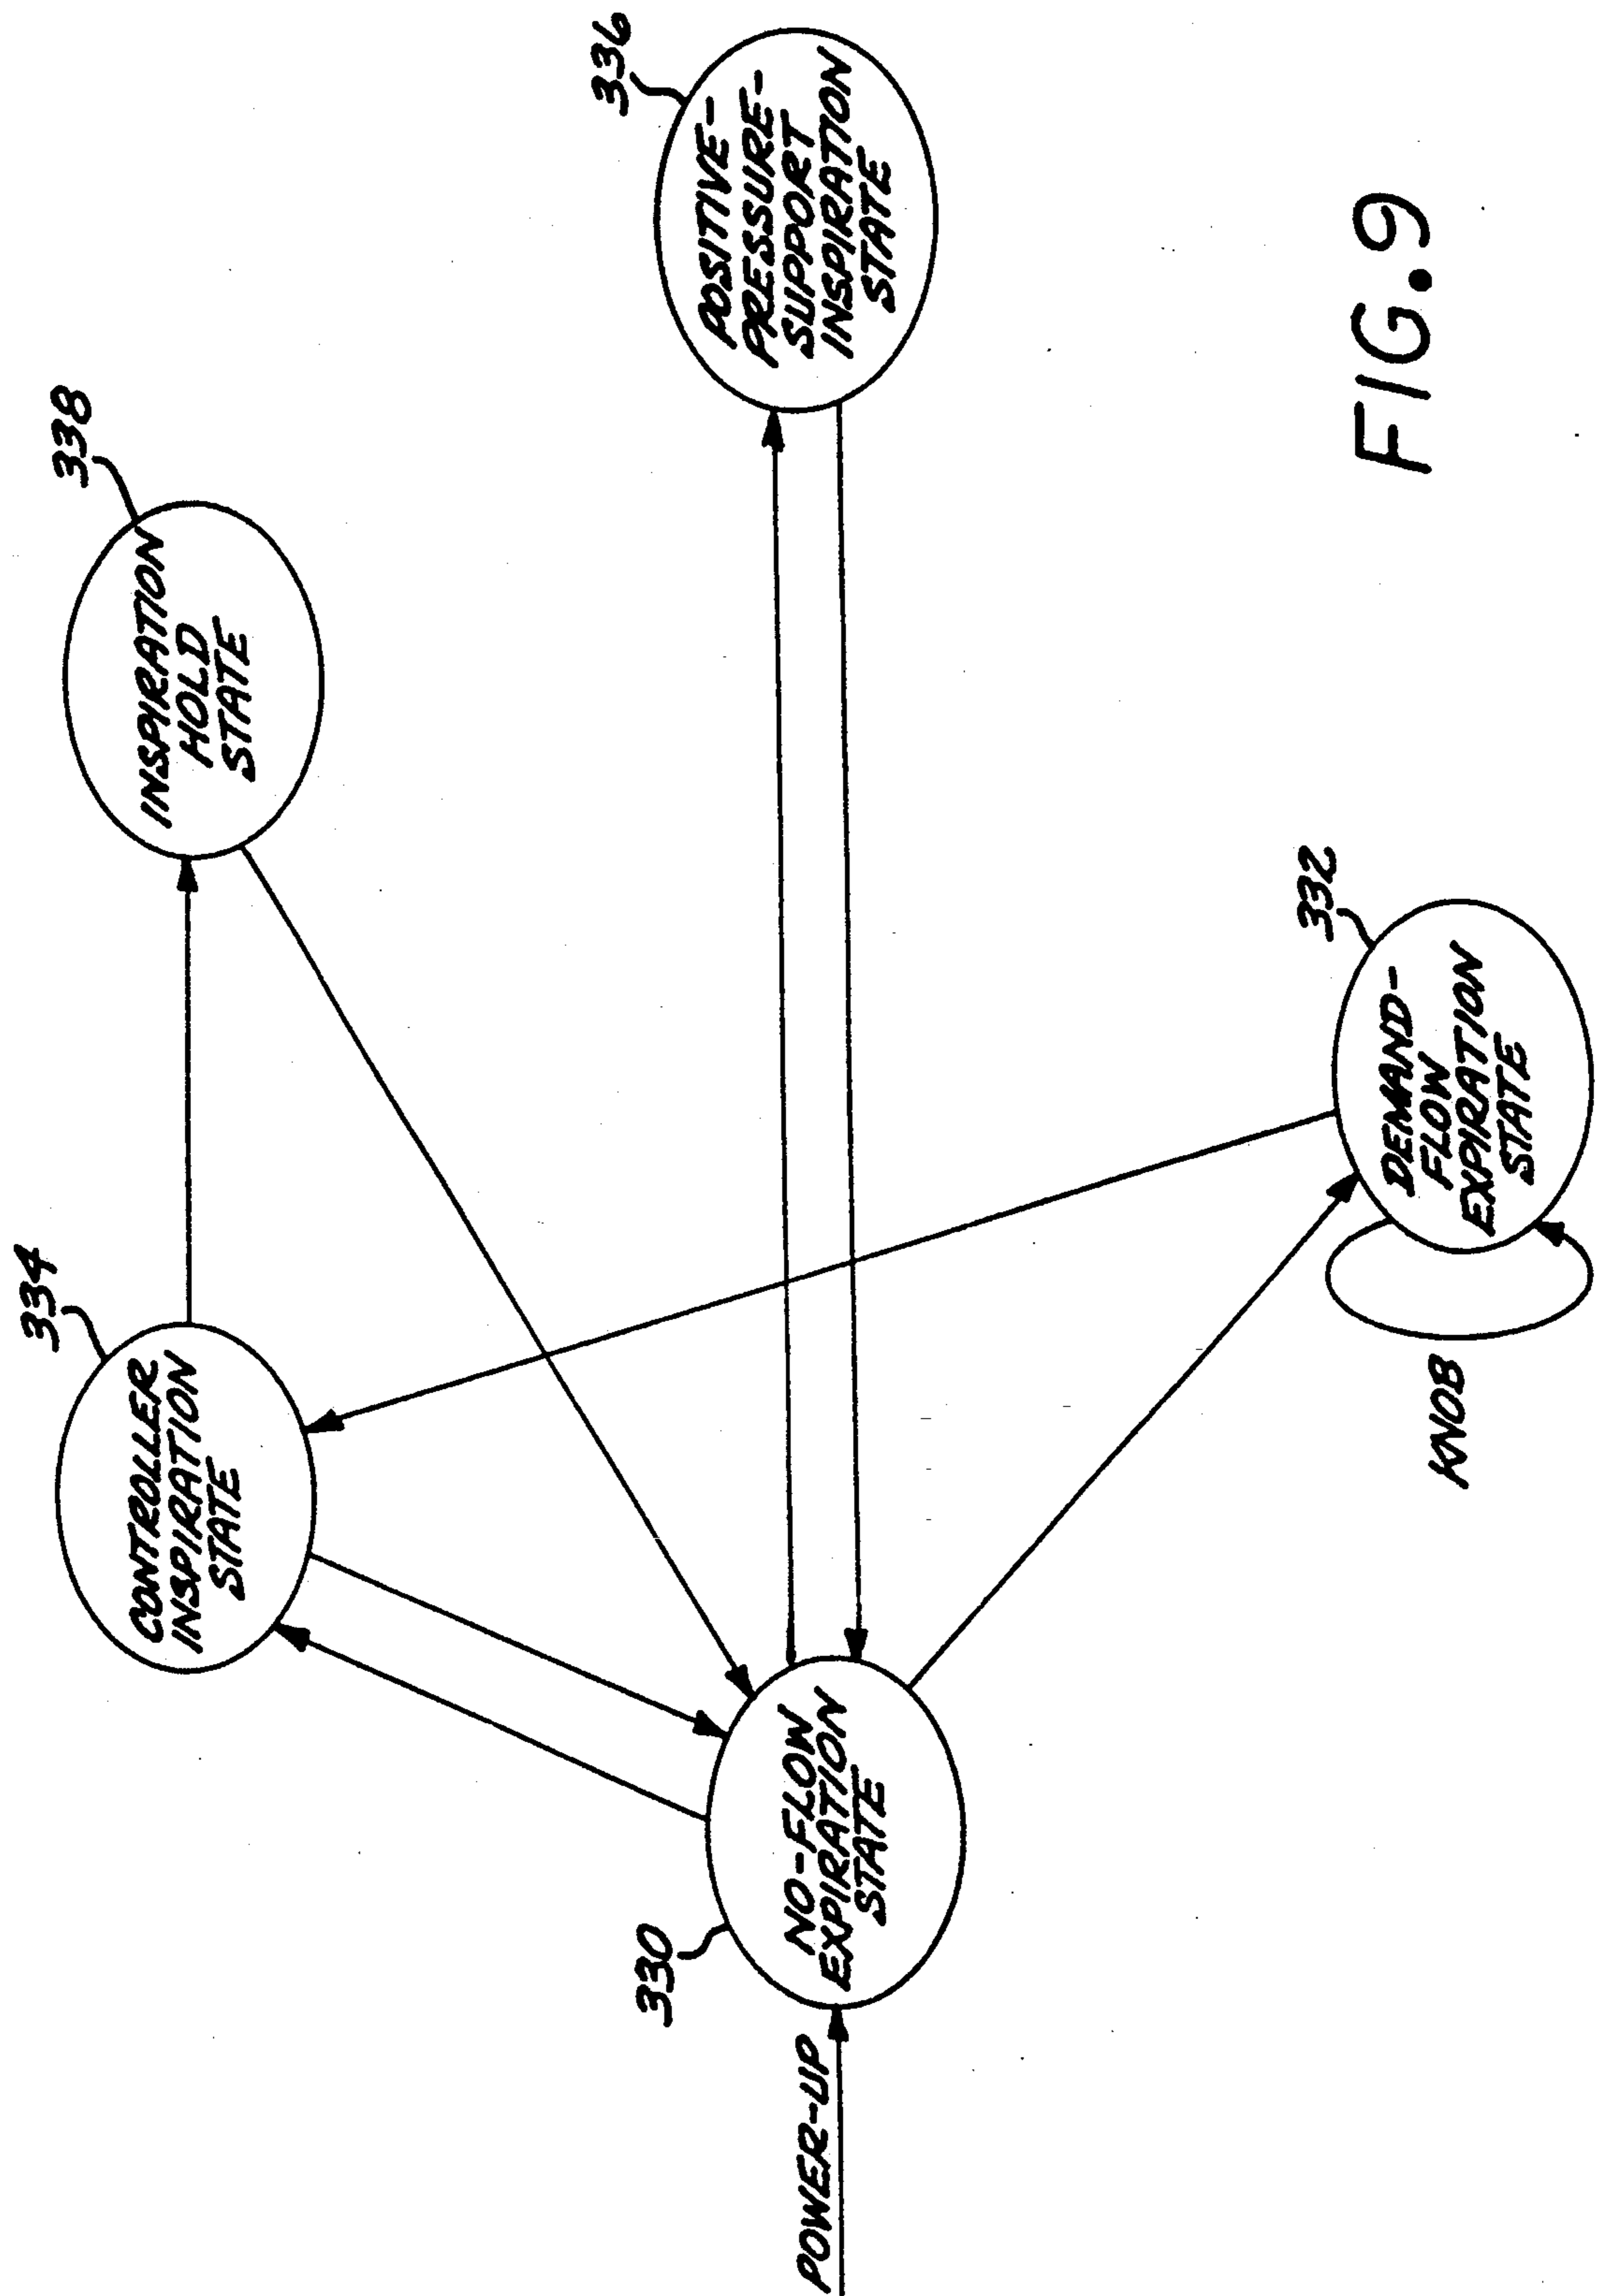 334
CONTROLLER
INSPIRATION
STATE
338
INSPIRATION
HOLD
STATE
336
POSITIVE-
PRESSURE-
SUPPORT
INSPIRATION
STATE
POWER-UP
330
NO-FLOW
EXPIRATION
STATE
332
DEMAND-
FLOW
EXPIRATION
STATE
KNOB
FIG.9